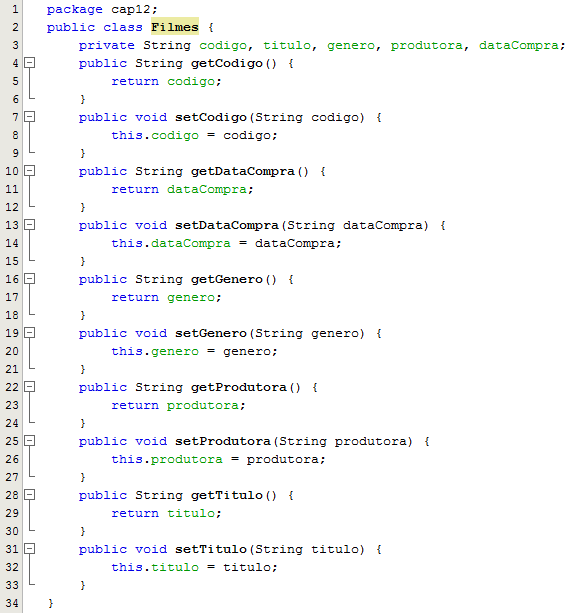 1 package cap12;
2 public class Filmes {
3 private String codigo, titulo, genero, produtora, dataCompra;
4 public String getCodigo() {
5 return codigo;
6 }
7 public void setCodigo(String codigo) {
8 this.codigo = codigo;
9 }
10 public String getDataCompra() {
11 return dataCompra;
12 }
13 public void setDataCompra(String dataCompra) {
14 this.dataCompra = dataCompra;
15 }
16 public String getGenero() {
17 return genero;
18 }
19 public void setGenero(String genero) {
20 this.genero = genero;
21 }
22 public String getProdutora() {
23 return produtora;
24 }
25 public void setProdutora(String produtora) {
26 this.produtora = produtora;
27 }
28 public String getTitulo() {
29 return titulo;
30 }
31 public void setTitulo(String titulo) {
32 this.titulo = titulo;
33 }
34 }